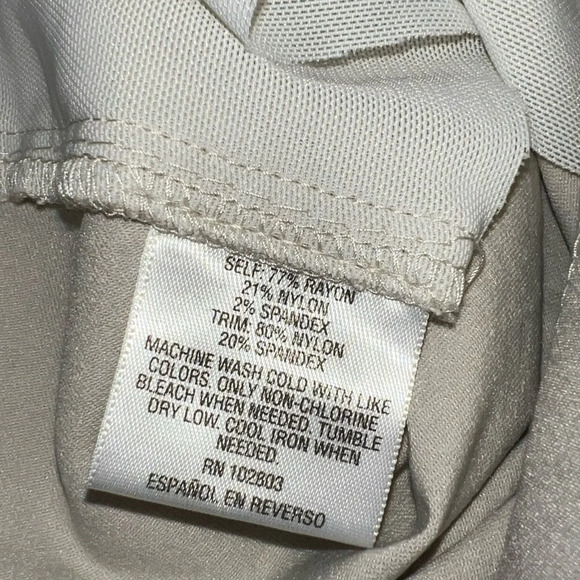 SELF: 77% RAYON
21% NYLON
2% SPANDEX
TRIM: 80% NYLON
20% SPANDEX
MACHINE WASH COLD WITH LIKE
COLORS. ONLY NON-CHLORINE
BLEACH WHEN NEEDED. TUMBLE
DRY LOW. COOL IRON WHEN
NEEDED.
RN 102803
ESPAÑOL EN REVERSO